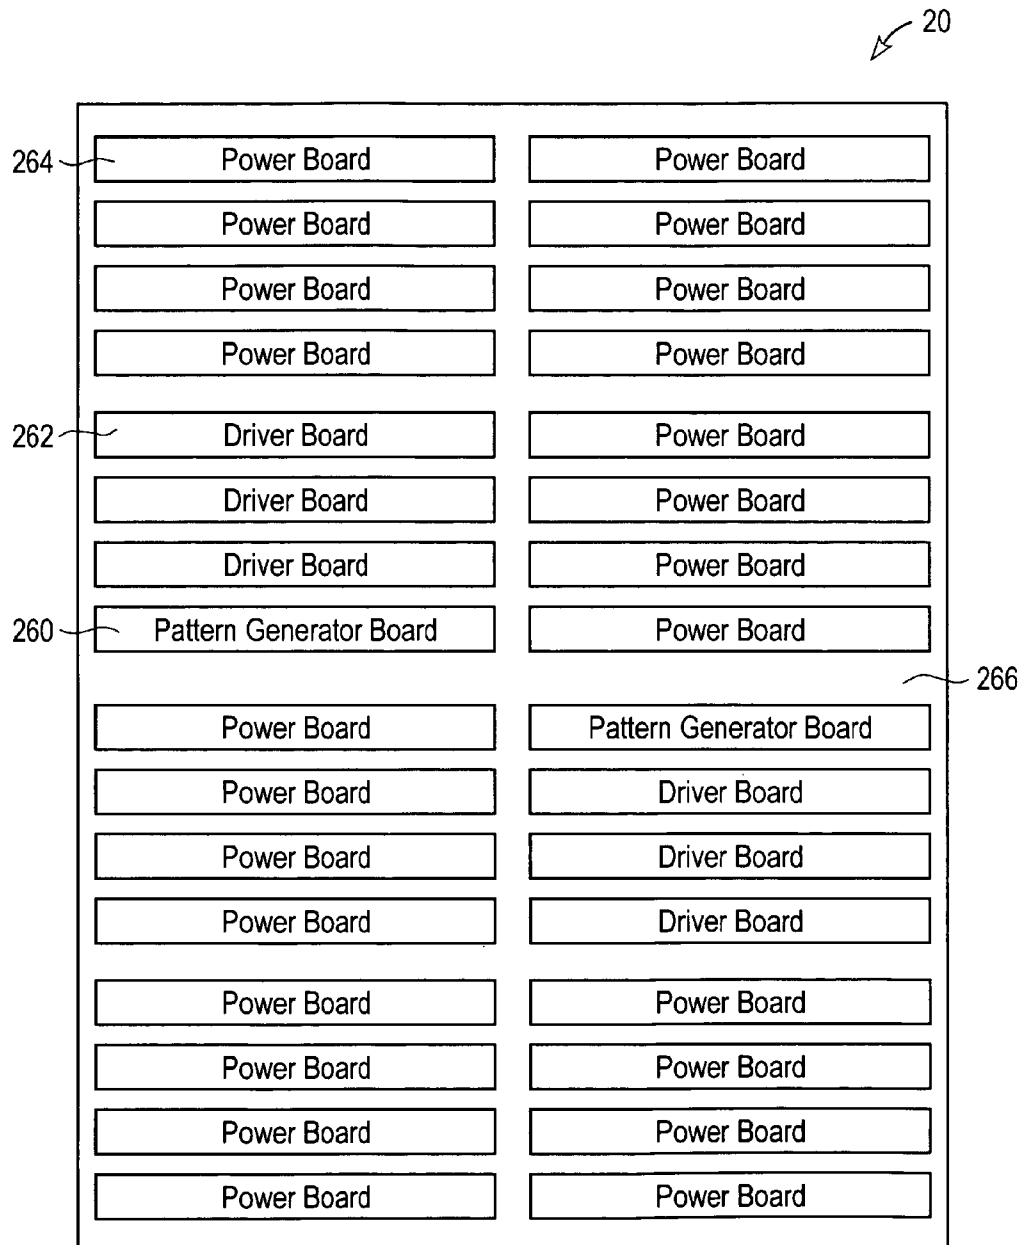 20
264 Power Board Power Board
Power Board Power Board
Power Board Power Board
Power Board Power Board
262 Driver Board Power Board
Driver Board Power Board
Driver Board Power Board
260 Pattern Generator Board Power Board
266
Power Board Pattern Generator Board
Power Board Driver Board
Power Board Driver Board
Power Board Driver Board
Power Board Power Board
Power Board Power Board
Power Board Power Board
Power Board Power Board